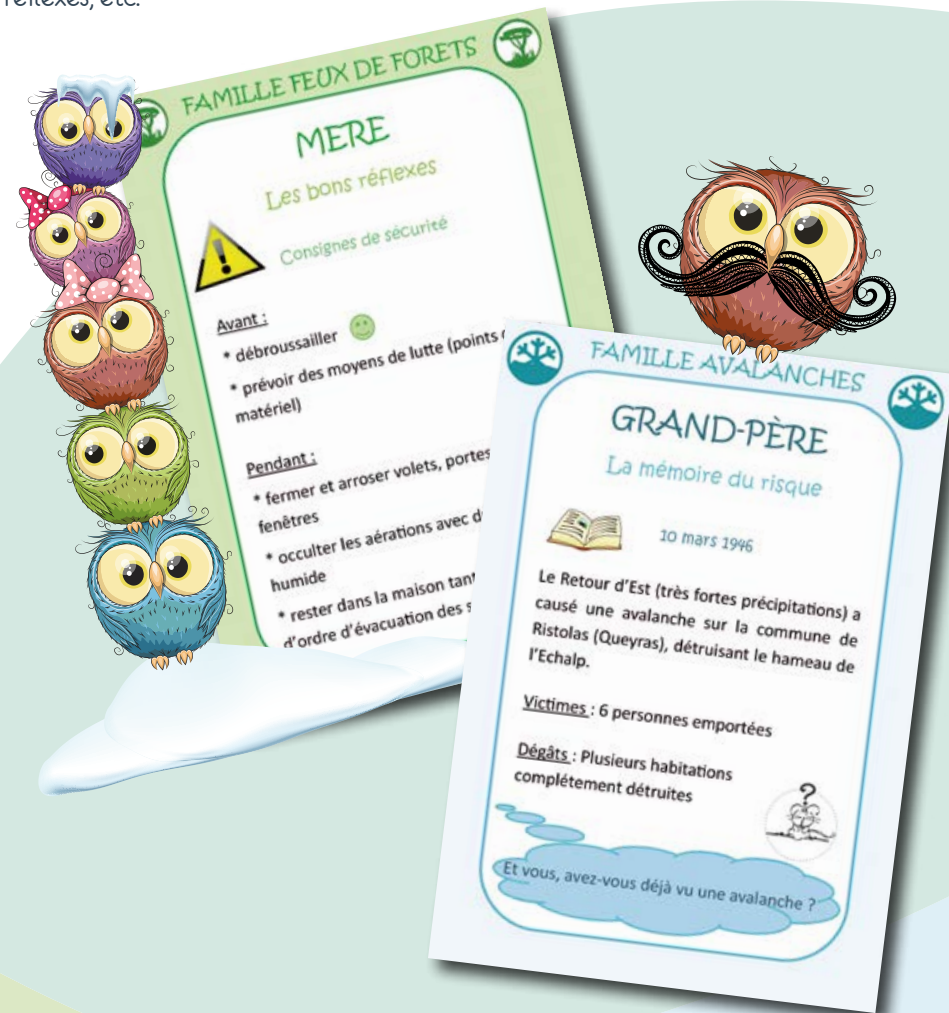 réflexes, etc.
FAMILLE FEUX DE FORETS
MERE
Les bons réflexes
Consignes de sécurité
Avant :
* débroussailler
* prévoir des moyens de lutte (points
matériel)
Pendant :
* fermer et arroser volets, portes
fenêtres
* occulter les aérations avec
humide
* rester dans la maison
d'ordre d'évacuation des
FAMILLE AVALANCHES
GRAND-PÈRE
La mémoire du risque
10 mars 1946
Le Retour d'Est (très fortes précipitations) a
causé une avalanche sur la commune de
Ristolas (Queyras), détruisant le hameau de
l'Echalp.
Victimes : 6 personnes emportées
Dégâts : Plusieurs habitations
complétement détruites
?
Et vous, avez-vous déjà vu une avalanche ?